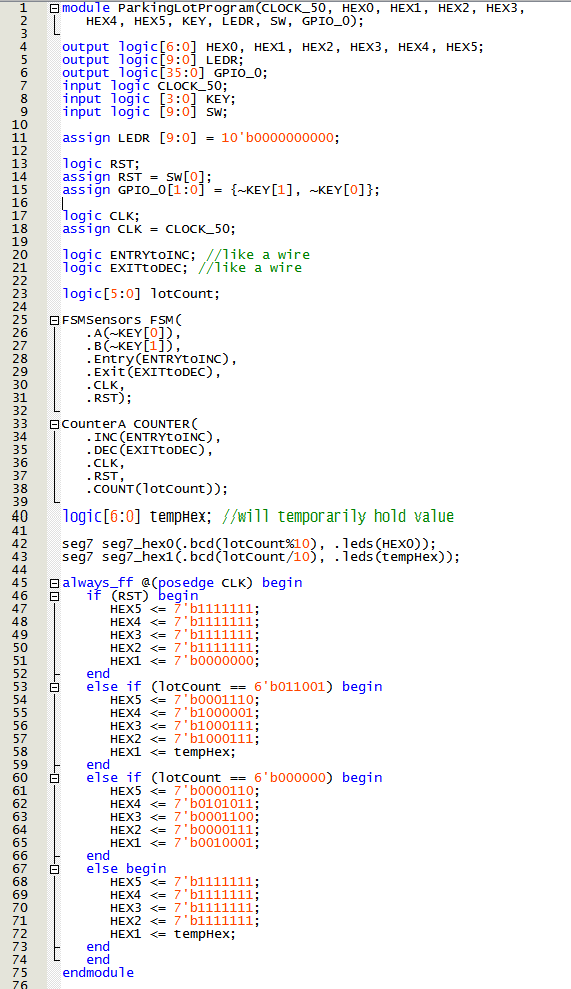 1 module ParkingLotProgram(CLOCK_50, HEX0, HEX1, HEX2, HEX3,
2 HEX4, HEX5, KEY, LEDR, SW, GPIO_0);
3
4 output logic[6:0] HEX0, HEX1, HEX2, HEX3, HEX4, HEX5;
5 output logic[9:0] LEDR;
6 output logic[35:0] GPIO_0;
7 input logic CLOCK_50;
8 input logic [3:0] KEY;
9 input logic [9:0] SW;
10
11 assign LEDR [9:0] = 10'b0000000000;
12
13 logic RST;
14 assign RST = SW[0];
15 assign GPIO_0[1:0] = {~KEY[1], ~KEY[0]};
16
17 logic CLK;
18 assign CLK = CLOCK_50;
19
20 logic ENTRYtoINC; //like a wire
21 logic EXITtoDEC; //like a wire
22
23 logic[5:0] lotCount;
24
25 FSMSensors FSM(
26 .A(~KEY[0]),
27 .B(~KEY[1]),
28 .Entry(ENTRYtoINC),
29 .Exit(EXITtoDEC),
30 .CLK,
31 .RST);
32
33 CounterA COUNTER(
34 .INC(ENTRYtoINC),
35 .DEC(EXITtoDEC),
36 .CLK,
37 .RST,
38 .COUNT(lotCount));
39
40 logic[6:0] tempHex; //will temporarily hold value
41
42 seg7 seg7_hex0(.bcd(lotCount%10), .leds(HEX0));
43 seg7 seg7_hex1(.bcd(lotCount/10), .leds(tempHex));
44
45 always_ff @(posedge CLK) begin
46 if (RST) begin
47 HEX5 <= 7'b1111111;
48 HEX4 <= 7'b1111111;
49 HEX3 <= 7'b1111111;
50 HEX2 <= 7'b1111111;
51 HEX1 <= 7'b0000000;
52 end
53 else if (lotCount == 6'b011001) begin
54 HEX5 <= 7'b0001110;
55 HEX4 <= 7'b1000001;
56 HEX3 <= 7'b1000111;
57 HEX2 <= 7'b1000111;
58 HEX1 <= tempHex;
59 end
60 else if (lotCount == 6'b000000) begin
61 HEX5 <= 7'b0000110;
62 HEX4 <= 7'b0101011;
63 HEX3 <= 7'b0001100;
64 HEX2 <= 7'b0000111;
65 HEX1 <= 7'b0010001;
66 end
67 else begin
68 HEX5 <= 7'b1111111;
69 HEX4 <= 7'b1111111;
70 HEX3 <= 7'b1111111;
71 HEX2 <= 7'b1111111;
72 HEX1 <= tempHex;
73 end
74 end
75 endmodule
76